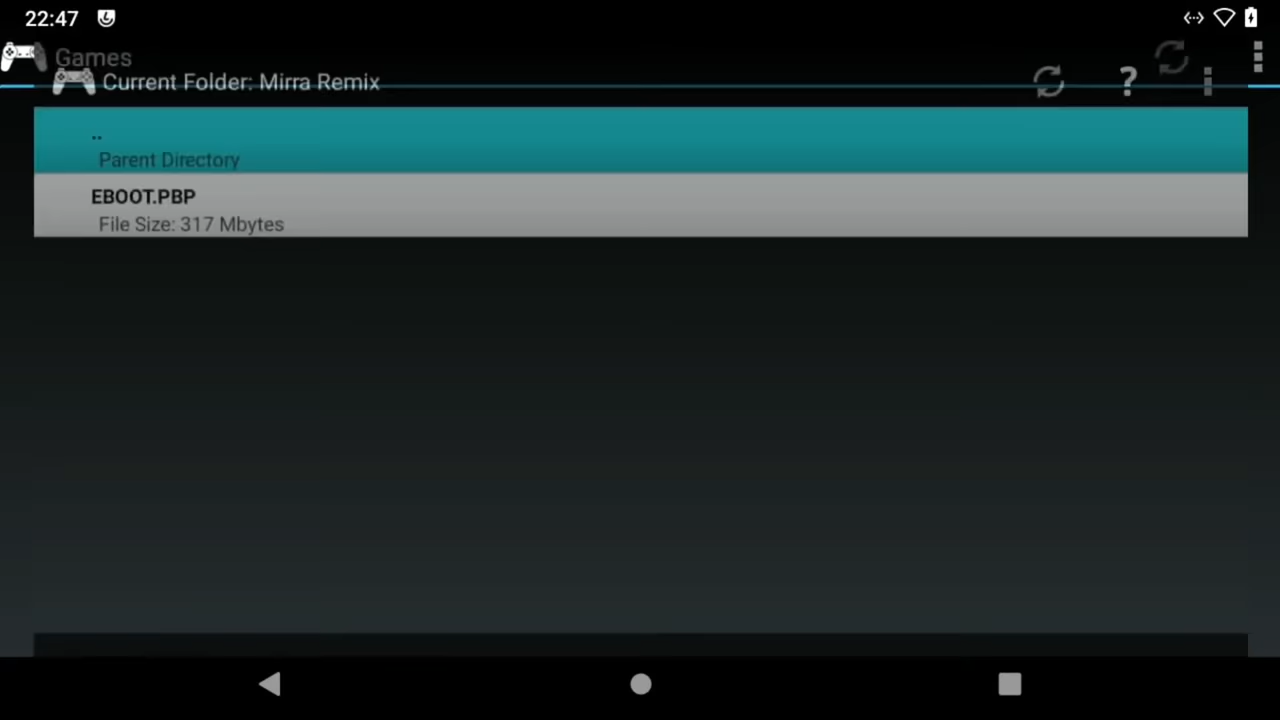 22:47
Games
Current Folder: Mirra Remix
?
..
Parent Directory
EBOOT.PBP
File Size: 317 Mbytes